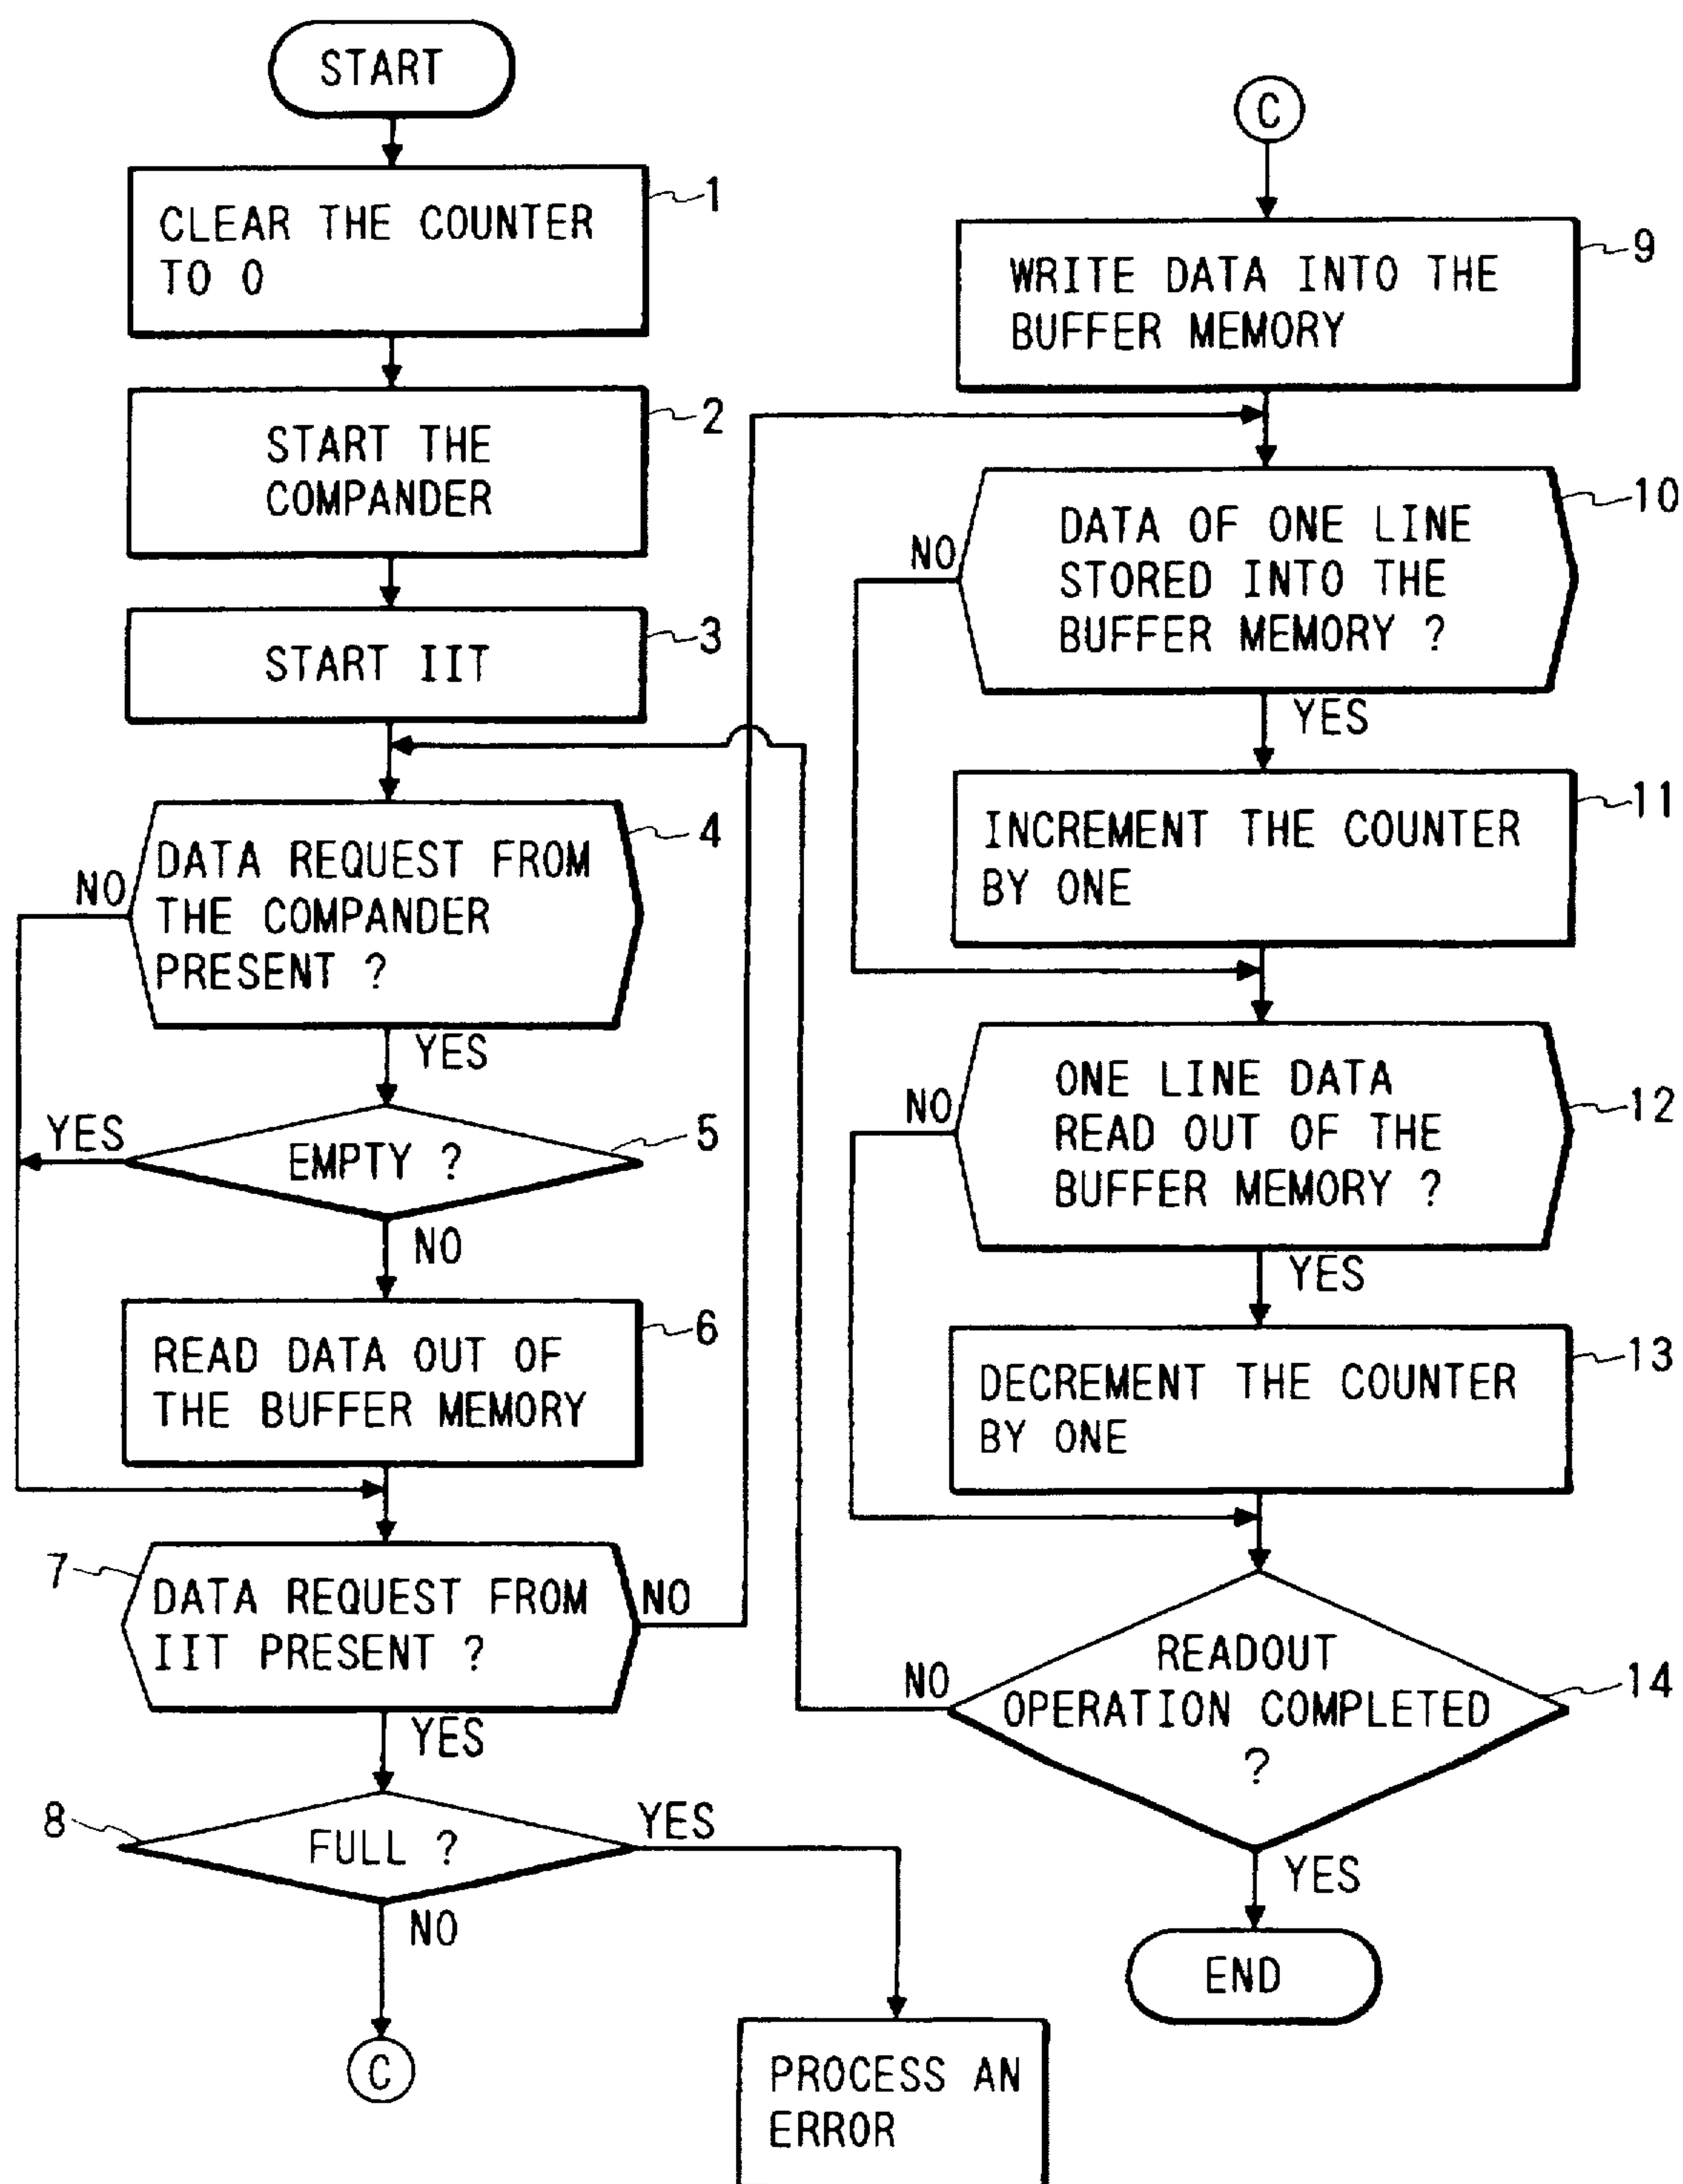 START
CLEAR THE COUNTER
TO 0
1
START THE
COMPANDER
2
START IIT
3
DATA REQUEST FROM
THE COMPANDER
PRESENT ?
4
NO
YES
EMPTY ?
5
YES
NO
READ DATA OUT OF
THE BUFFER MEMORY
6
7
DATA REQUEST FROM
IIT PRESENT ?
NO
YES
8
FULL ?
YES
NO
C
PROCESS AN
ERROR
C
WRITE DATA INTO THE
BUFFER MEMORY
9
DATA OF ONE LINE
STORED INTO THE
BUFFER MEMORY ?
10
NO
YES
INCREMENT THE COUNTER
BY ONE
11
ONE LINE DATA
READ OUT OF THE
BUFFER MEMORY ?
12
NO
YES
DECREMENT THE COUNTER
BY ONE
13
READOUT
OPERATION COMPLETED
?
14
NO
YES
END